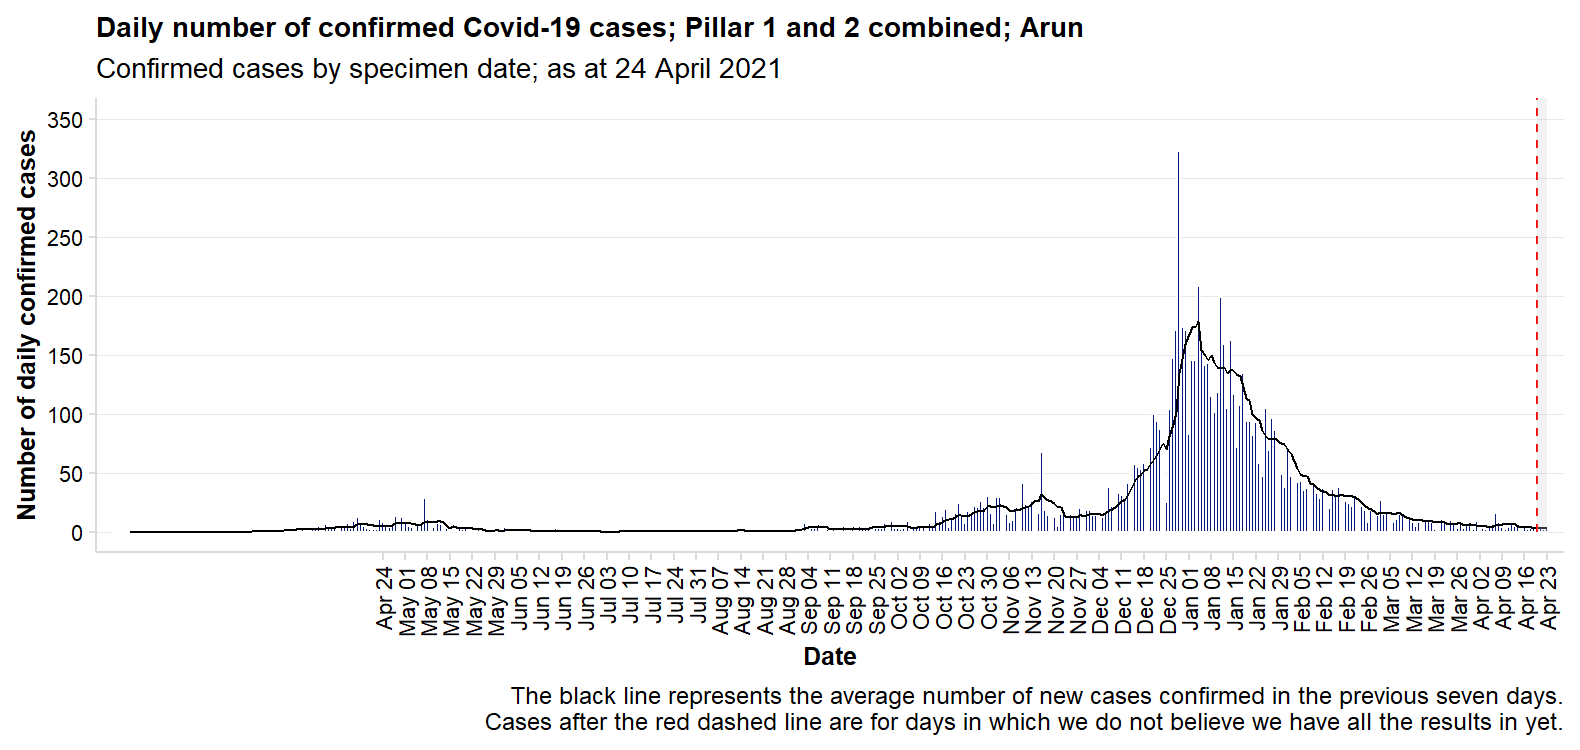 Daily number of confirmed Covid-19 cases; Pillar 1 and 2 combined; Arun
Confirmed cases by specimen date; as at 24 April 2021
Number of daily confirmed cases
350
300
250
200
150
100
50
0
Apr 24
May 01
May 08
May 15
May 22
May 29
Jun 05
Jun 12
Jun 19
Jun 26
Jul 03
Jul 10
Jul 17
Jul 24
Jul 31
Aug 07
Aug 14
Aug 21
Aug 28
Sep 04
Sep 11
Sep 18
Sep 25
Oct 02
Oct 09
Oct 16
Oct 23
Oct 30
Nov 06
Nov 13
Nov 20
Nov 27
Dec 04
Dec 11
Dec 18
Dec 25
Jan 01
Jan 08
Jan 15
Jan 22
Jan 29
Feb 05
Feb 12
Feb 19
Feb 26
Mar 05
Mar 12
Mar 19
Mar 26
Apr 02
Apr 09
Apr 16
Apr 23
Date
The black line represents the average number of new cases confirmed in the previous seven days.
Cases after the red dashed line are for days in which we do not believe we have all the results in yet.